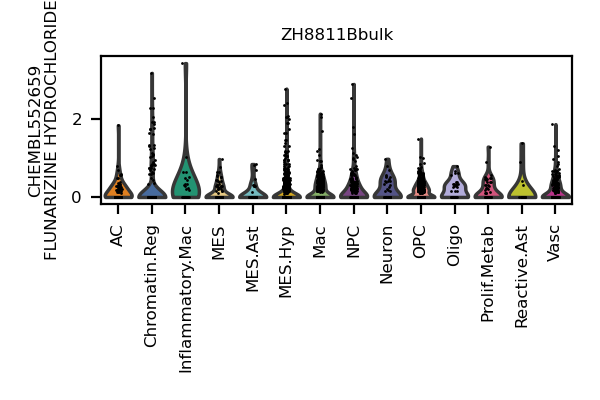 ZH8811Bbulk
CHEMBL552659
FLUNARIZINE HYDROCHLORIDE
2
0
AC
Chromatin.Reg
Inflammatory.Mac
MES
MES.Ast
MES.Hyp
Mac
NPC
Neuron
OPC
Oligo
Prolif.Metab
Reactive.Ast
Vasc